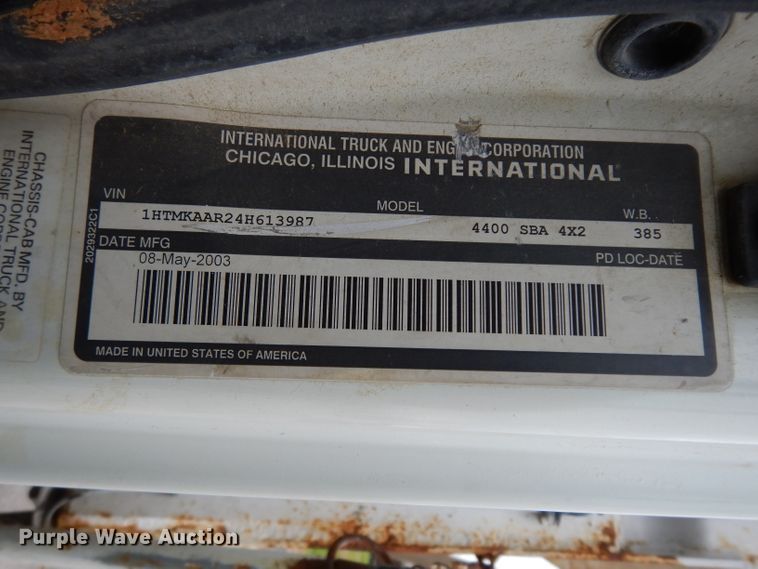 INTERNATIONAL TRUCK AND ENGINE CORPORATION
CHICAGO, ILLINOIS INTERNATIONAL
VIN MODEL W.B.
1HTMKAAR24H613987 4400 SBA 4X2 385
DATE MFG PD LOC-DATE
08-May-2003
MADE IN UNITED STATES OF AMERICA
2029322C1
CHASSIS-CAB MFD. BY
INTERNATIONAL TRUCK AND
Purple Wave Auction